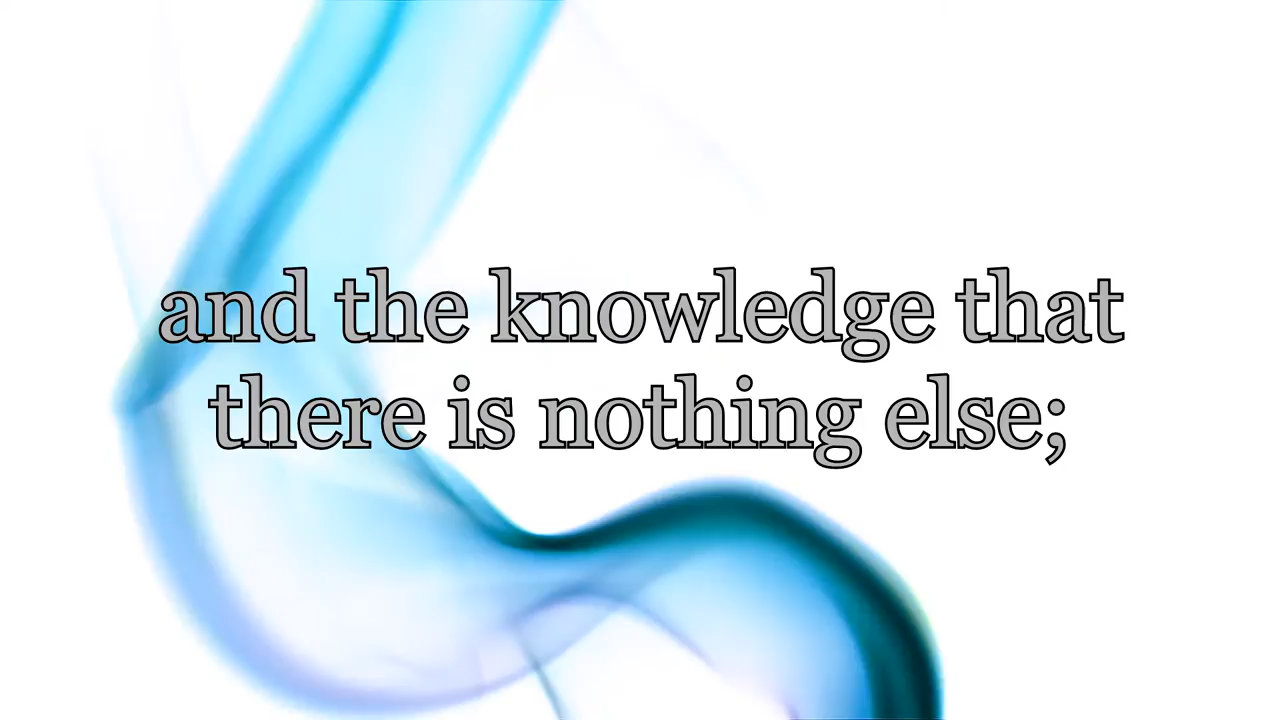 and the knowledge that
there is nothing else;